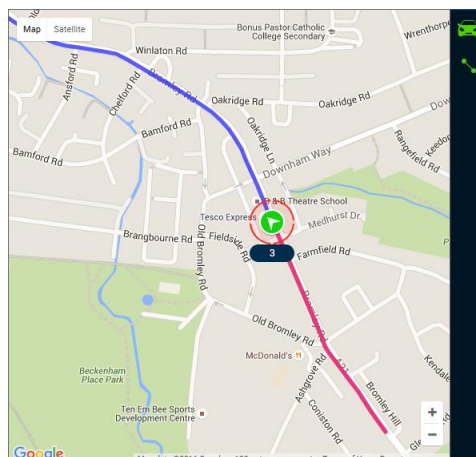 Map
Satellite
Bonus Pastor Catholic
College Secondary
Winlaton Rd
Bromley Rd
Ansford Rd
Chelford Rd
Oakridge Rd
Oakridge Rd
Bamford Rd
Oakridge Ln
Downham Way
Bamford Rd
Rangefield Rd
D & B Theatre School
Tesco Express
Medhurst Dr.
Brangbourne Rd
Old Bromley Rd
Fieldside Rd
3
Farmfield Rd
Bromley Rd
Old Bromley Rd
McDonald's
A21
Beckenham
Place Park
Ashgrove Rd
Bromley Hill
Coniston Rd
Ten Em Bee Sports
Development Centre
+
−
Google